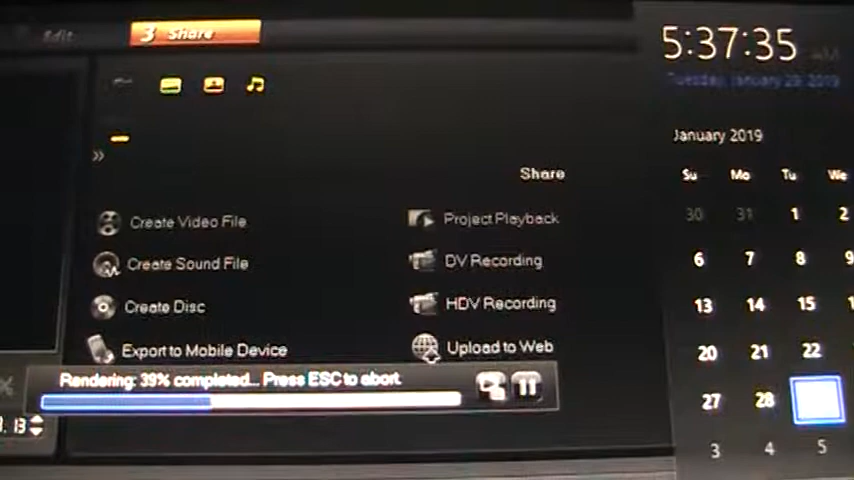 Edit
3 Share
5:37:35 AM
Tuesday, January 29, 2019
January 2019
Su Mo Tu We
30 31 1 2
6 7 8 9
13 14 15
20 21 22
27 28
3 4 5
Share
Create Video File
Project Playback
Create Sound File
DV Recording
Create Disc
HDV Recording
Export to Mobile Device
Upload to Web
Rendering: 39% completed... Press ESC to abort.
%
13